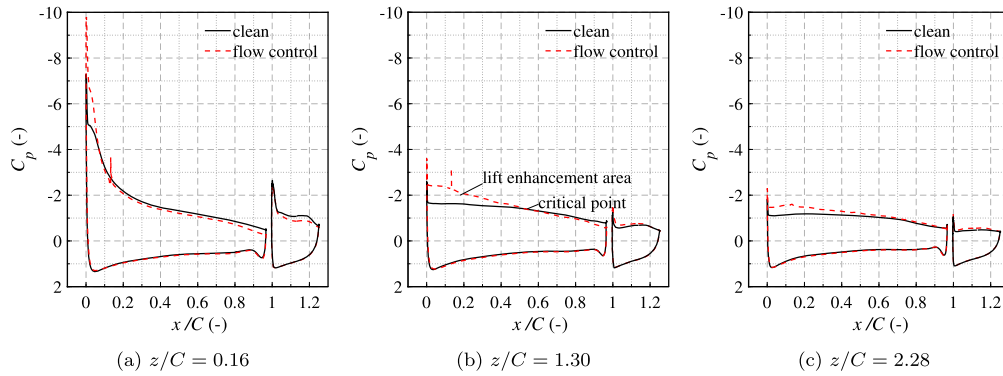 -10
-8
-6
-4
-2
0
2
C_p (-)
clean
flow control
0 0.2 0.4 0.6 0.8 1 1.2
x/C (-)
(a) z/C = 0.16
-10
-8
-6
-4
-2
0
2
C_p (-)
clean
flow control
lift enhancement area
critical point
0 0.2 0.4 0.6 0.8 1 1.2
x/C (-)
(b) z/C = 1.30
-10
-8
-6
-4
-2
0
2
C_p (-)
clean
flow control
0 0.2 0.4 0.6 0.8 1 1.2
x/C (-)
(c) z/C = 2.28